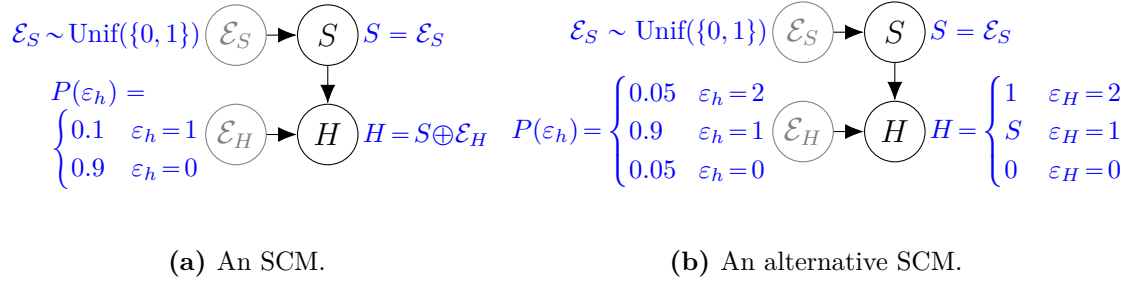 ℰ_S ∼ Unif({0, 1}) ℰ_S S S = ℰ_S
P(ε_h) =
{0.1 ε_h = 1
0.9 ε_h = 0
ℰ_H H H = S⊕ℰ_H
(a) An SCM.
ℰ_S ∼ Unif({0, 1}) ℰ_S S S = ℰ_S
P(ε_h) = {0.05 ε_h = 2
0.9 ε_h = 1
0.05 ε_h = 0
ℰ_H H H = {1 ε_H = 2
S ε_H = 1
0 ε_H = 0
(b) An alternative SCM.